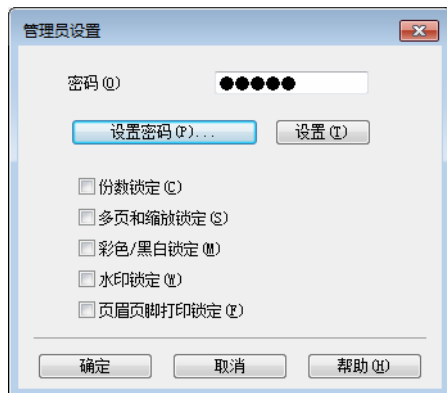 管理员设置
密码(O) ●●●●●
设置密码(P)... 设置(T)
份数锁定(C)
多页和缩放锁定(S)
彩色/黑白锁定(M)
水印锁定(W)
页眉页脚打印锁定(F)
确定 取消 帮助(H)